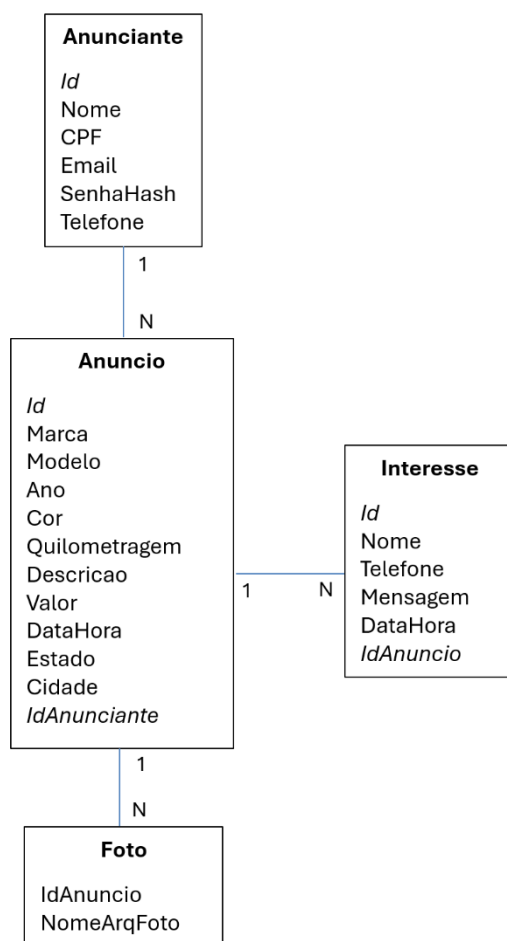 Anunciante
Id
Nome
CPF
Email
SenhaHash
Telefone
1
N
Anuncio
Id
Marca
Modelo
Ano
Cor
Quilometragem
Descricao
Valor
DataHora
Estado
Cidade
IdAnunciante
1
N
Interesse
Id
Nome
Telefone
Mensagem
DataHora
IdAnuncio
1
N
Foto
IdAnuncio
NomeArqFoto